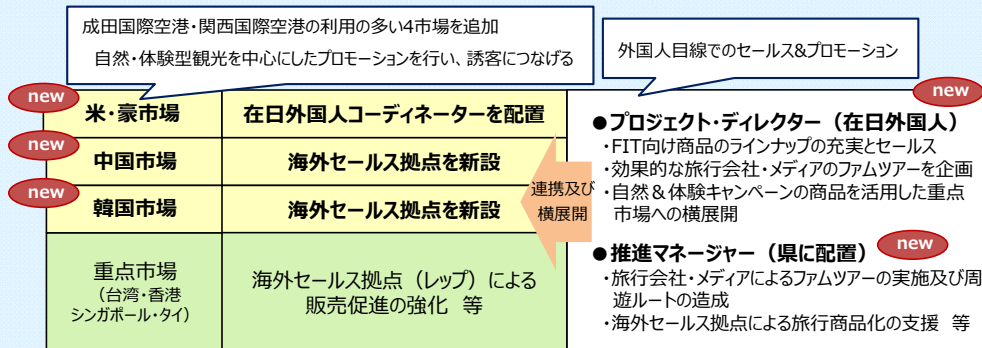 成田国際空港・関西国際空港の利用の多い4市場を追加
自然・体験型観光を中心にしたプロモーションを行い、誘客につなげる
外国人目線でのセールス&プロモーション
new
米・豪市場
在日外国人コーディネーターを配置
new
中国市場
海外セールス拠点を新設
new
韓国市場
海外セールス拠点を新設
重点市場
（台湾・香港
シンガポール・タイ）
海外セールス拠点（レップ）による
販売促進の強化 等
連携及び
横展開
new
●プロジェクト・ディレクター（在日外国人）
・FIT向け商品のラインナップの充実とセールス
・効果的な旅行会社・メディアのファムツアーを企画
・自然＆体験キャンペーンの商品を活用した重点
市場への横展開
●推進マネージャー（県に配置）
new
・旅行会社・メディアによるファムツアーの実施及び周
遊ルートの造成
・海外セールス拠点による旅行商品化の支援 等